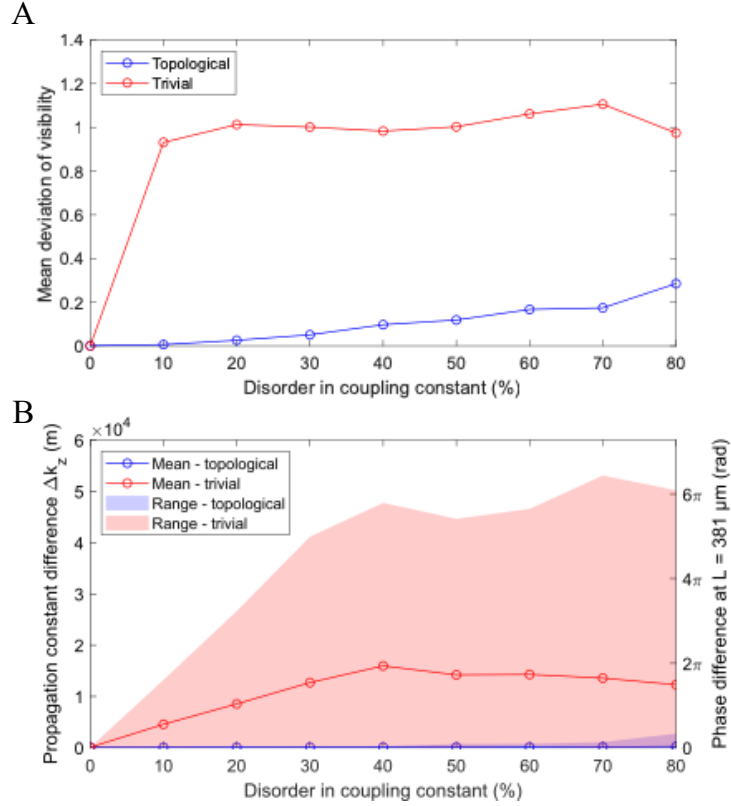 A
1.4
1.2
1
0.8
0.6
0.4
0.2
0
Mean deviation of visibility
Topological
Trivial
0 10 20 30 40 50 60 70 80
Disorder in coupling constant (%)
B
×10⁴
6
5
4
3
2
1
0
Propagation constant difference Δk_z (m)
Mean - topological
Mean - trivial
Range - topological
Range - trivial
6π
4π
2π
0
Phase difference at L = 381 μm (rad)
0 10 20 30 40 50 60 70 80
Disorder in coupling constant (%)